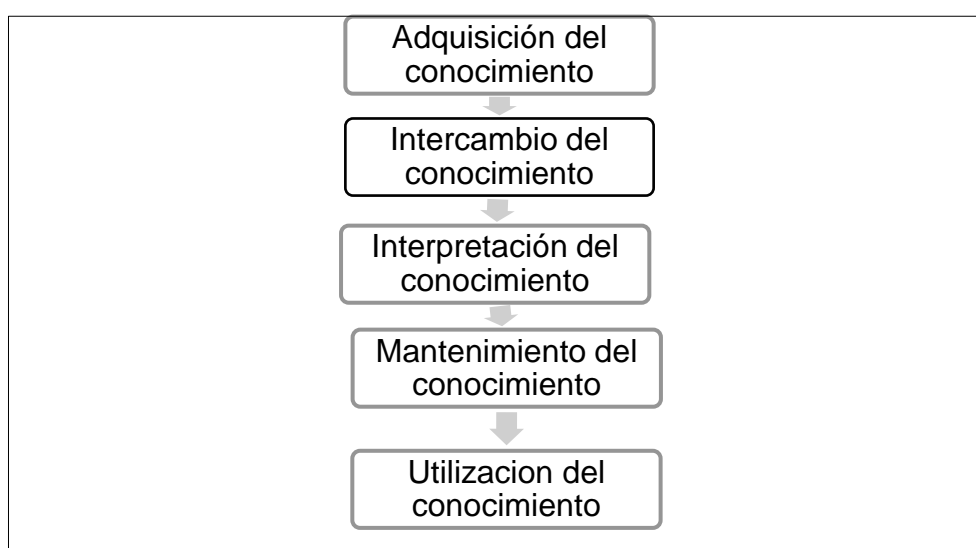 Adquisición del
conocimiento
Intercambio del
conocimiento
Interpretación del
conocimiento
Mantenimiento del
conocimiento
Utilizacion del
conocimiento